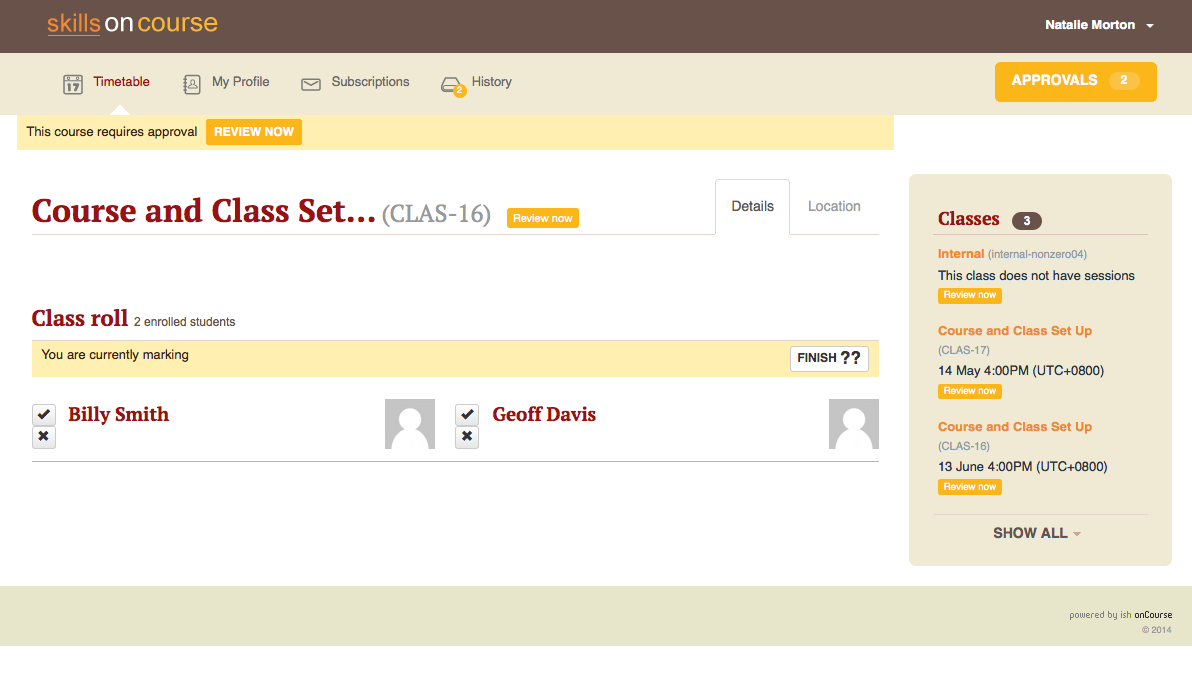 skills on course
Natalie Morton
17 Timetable
My Profile
Subscriptions
2 History
APPROVALS 2
This course requires approval REVIEW NOW
Course and Class Set... (CLAS-16) Review now
Details
Location
Class roll 2 enrolled students
You are currently marking
FINISH ??
Billy Smith
Geoff Davis
Classes 3
Internal (internal-nonzero04)
This class does not have sessions
Review now
Course and Class Set Up
(CLAS-17)
14 May 4:00PM (UTC+0800)
Review now
Course and Class Set Up
(CLAS-16)
13 June 4:00PM (UTC+0800)
Review now
SHOW ALL
powered by ish onCourse
© 2014